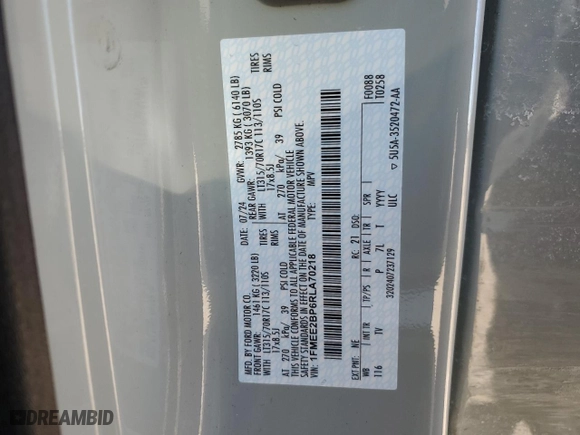 MFD. BY FORD MOTOR CO.
DATE: 07/24 GVWR: 2785 KG ( 6140 LB)
FRONT GAWR: 1461 KG ( 3220 LB) REAR GAWR: 1393 KG ( 3070 LB)
WITH LT315/70R17C 113/110S TIRES WITH LT315/70R17C 113/110S TIRES
17x8.5J RIMS 17x8.5J RIMS
AT 270 kPa/ 39 PSI COLD AT 270 kPa/ 39 PSI COLD
THIS VEHICLE CONFORMS TO ALL APPLICABLE FEDERAL MOTOR VEHICLE
SAFETY STANDARDS IN EFFECT ON THE DATE OF MANUFACTURE SHOWN ABOVE.
VIN: 1FMEE2BP6RLA70218 TYPE: MPV
F0088
T0258
EXT PNT: NE RC: 21 DSO:
WB INT TR TP/PS R AXLE TR SPR
116 TV P 7L T YYYY
3202407237129 ULC ▽ 5U5A-3520472-AA
DREAMBID